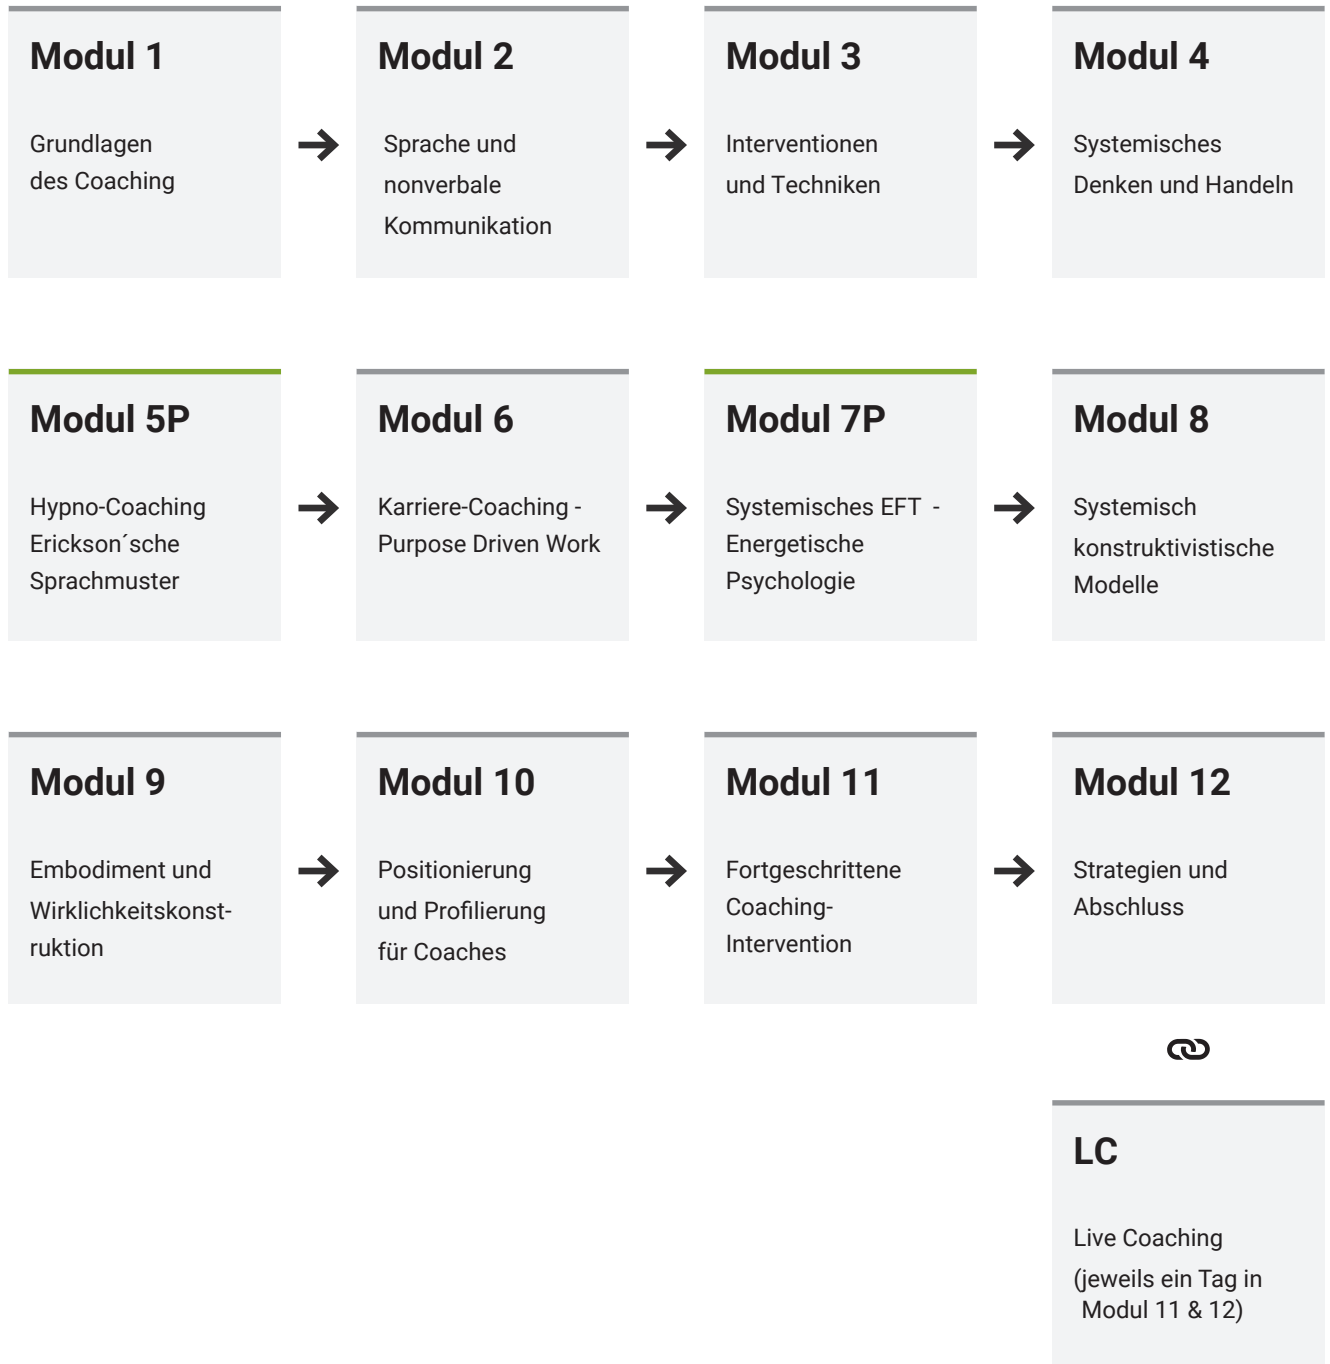 Modul 1
Grundlagen
des Coaching
Modul 2
Sprache und
nonverbale
Kommunikation
Modul 3
Interventionen
und Techniken
Modul 4
Systemisches
Denken und Handeln
Modul 5P
Hypno-Coaching
Erickson´sche
Sprachmuster
Modul 6
Karriere-Coaching -
Purpose Driven Work
Modul 7P
Systemisches EFT -
Energetische
Psychologie
Modul 8
Systemisch
konstruktivistische
Modelle
Modul 9
Embodiment und
Wirklichkeitskonst-
ruktion
Modul 10
Positionierung
und Profilierung
für Coaches
Modul 11
Fortgeschrittene
Coaching-
Intervention
Modul 12
Strategien und
Abschluss
LC
Live Coaching
(jeweils ein Tag in
Modul 11 & 12)